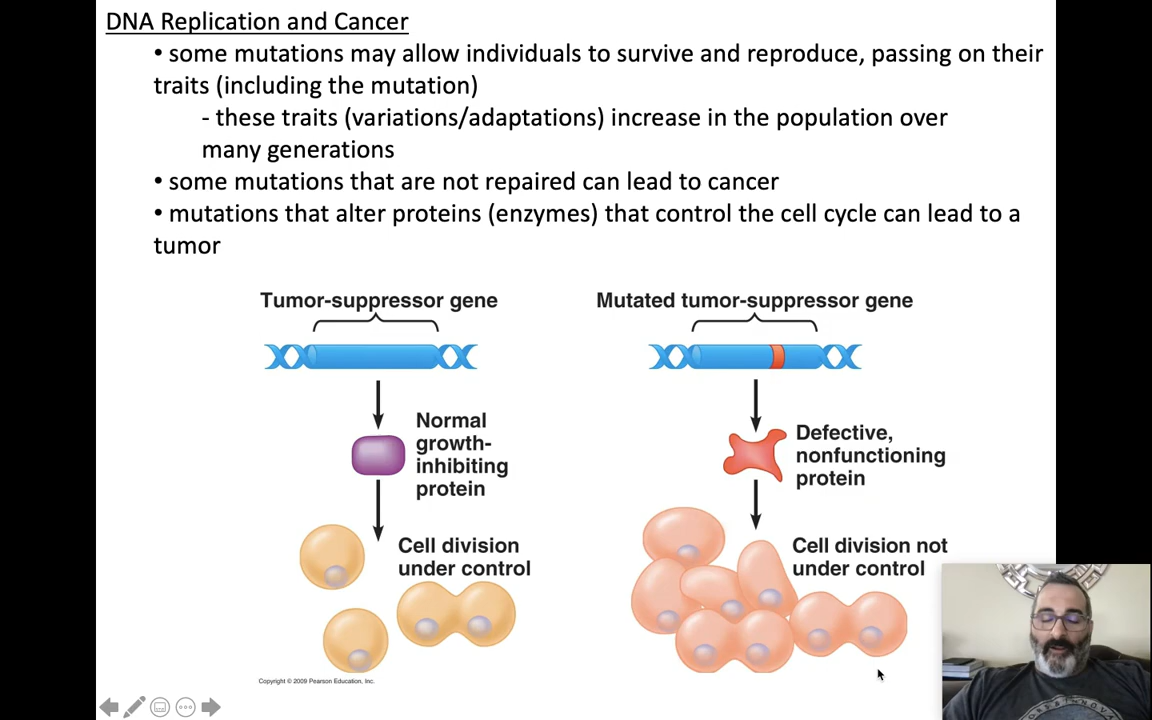 DNA Replication and Cancer
• some mutations may allow individuals to survive and reproduce, passing on their
traits (including the mutation)
- these traits (variations/adaptations) increase in the population over
many generations
• some mutations that are not repaired can lead to cancer
• mutations that alter proteins (enzymes) that control the cell cycle can lead to a
tumor
Tumor-suppressor gene
Normal
growth-
inhibiting
protein
Cell division
under control
Mutated tumor-suppressor gene
Defective,
nonfunctioning
protein
Cell division not
under control
Copyright © 2009 Pearson Education, Inc.